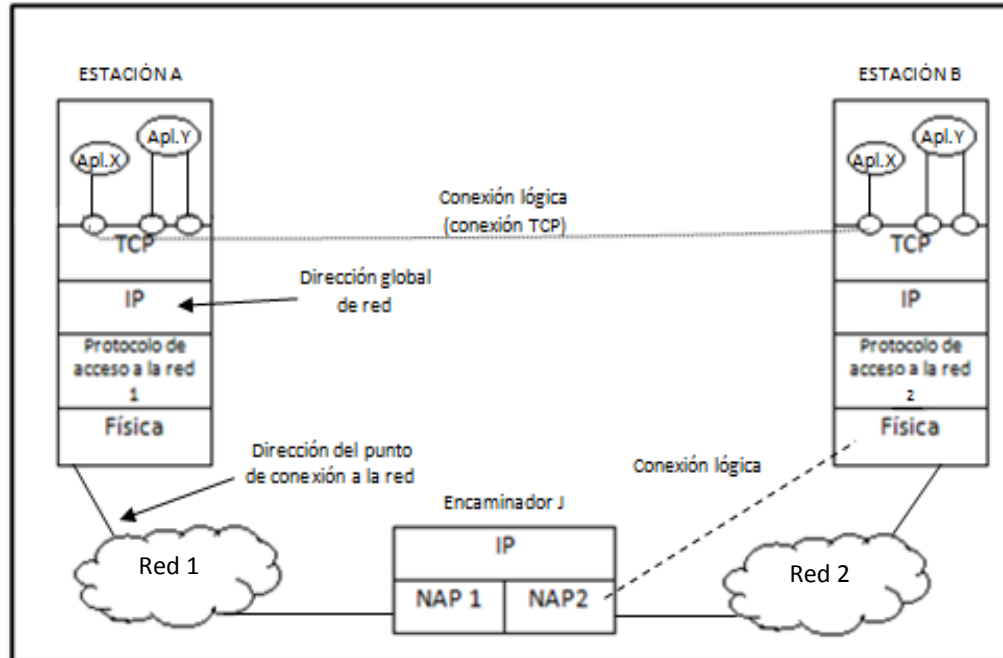 ESTACIÓN A
ESTACIÓN B
Apl.X
Apl.Y
Apl.X
Apl.Y
Conexión lógica
(conexión TCP)
TCP
TCP
Dirección global
de red
IP
IP
Protocolo de
acceso a la red
1
Protocolo de
acceso a la red
2
Física
Física
Dirección del punto
de conexión a la red
Conexión lógica
Encaminador J
IP
Red 1
Red 2
NAP 1
NAP2